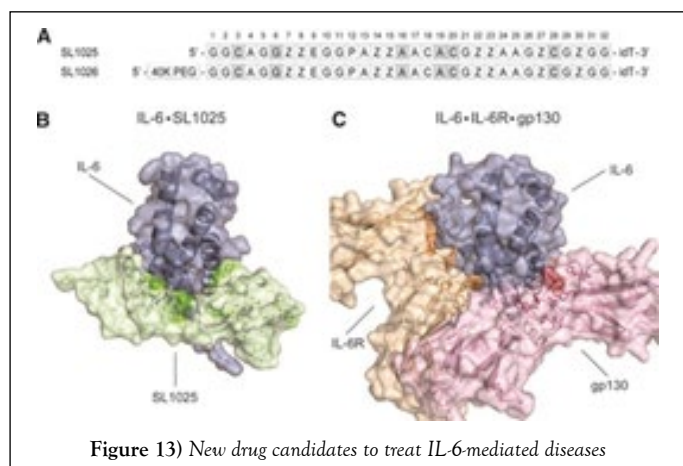 A
1 2 3 4 5 6 7 8 9 10 11 12 13 14 15 16 17 18 19 20 21 22 23 24 25 26 27 28 29 30 31 32
SL1025 5'- G G C A G G Z Z E G G P A Z Z A A C A C G Z Z A A G Z C G Z G G -idT-3'
SL1026 5'- 40K PEG - G G C A G G Z Z E G G P A Z Z A A C A C G Z Z A A G Z C G Z G G -idT-3'
B IL-6•SL1025
C IL-6•IL-6R•gp130
IL-6
IL-6
IL-6R
SL1025
gp130
Figure 13) New drug candidates to treat IL-6-mediated diseases